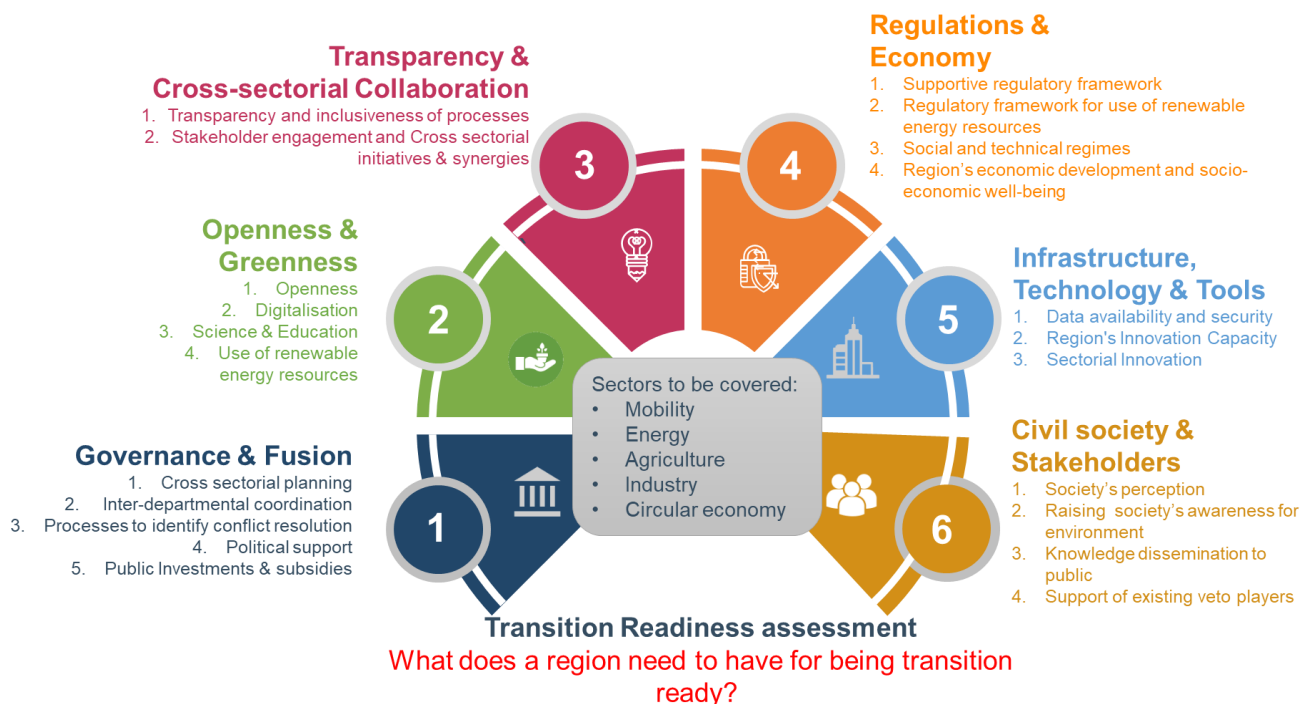 Transparency &
Cross-sectorial Collaboration
1. Transparency and inclusiveness of processes
2. Stakeholder engagement and Cross sectorial
initiatives & synergies
3
Regulations &
Economy
1. Supportive regulatory framework
2. Regulatory framework for use of renewable
energy resources
3. Social and technical regimes
4. Region's economic development and socio-
economic well-being
4
Openness &
Greenness
1. Openness
2. Digitalisation
3. Science & Education
4. Use of renewable
energy resources
2
Infrastructure,
Technology & Tools
1. Data availability and security
2. Region's Innovation Capacity
3. Sectorial Innovation
5
Sectors to be covered:
• Mobility
• Energy
• Agriculture
• Industry
• Circular economy
Governance & Fusion
1. Cross sectorial planning
2. Inter-departmental coordination
3. Processes to identify conflict resolution
4. Political support
5. Public Investments & subsidies
1
Civil society &
Stakeholders
1. Society's perception
2. Raising society's awareness for
environment
3. Knowledge dissemination to
public
4. Support of existing veto players
6
Transition Readiness assessment
What does a region need to have for being transition
ready?